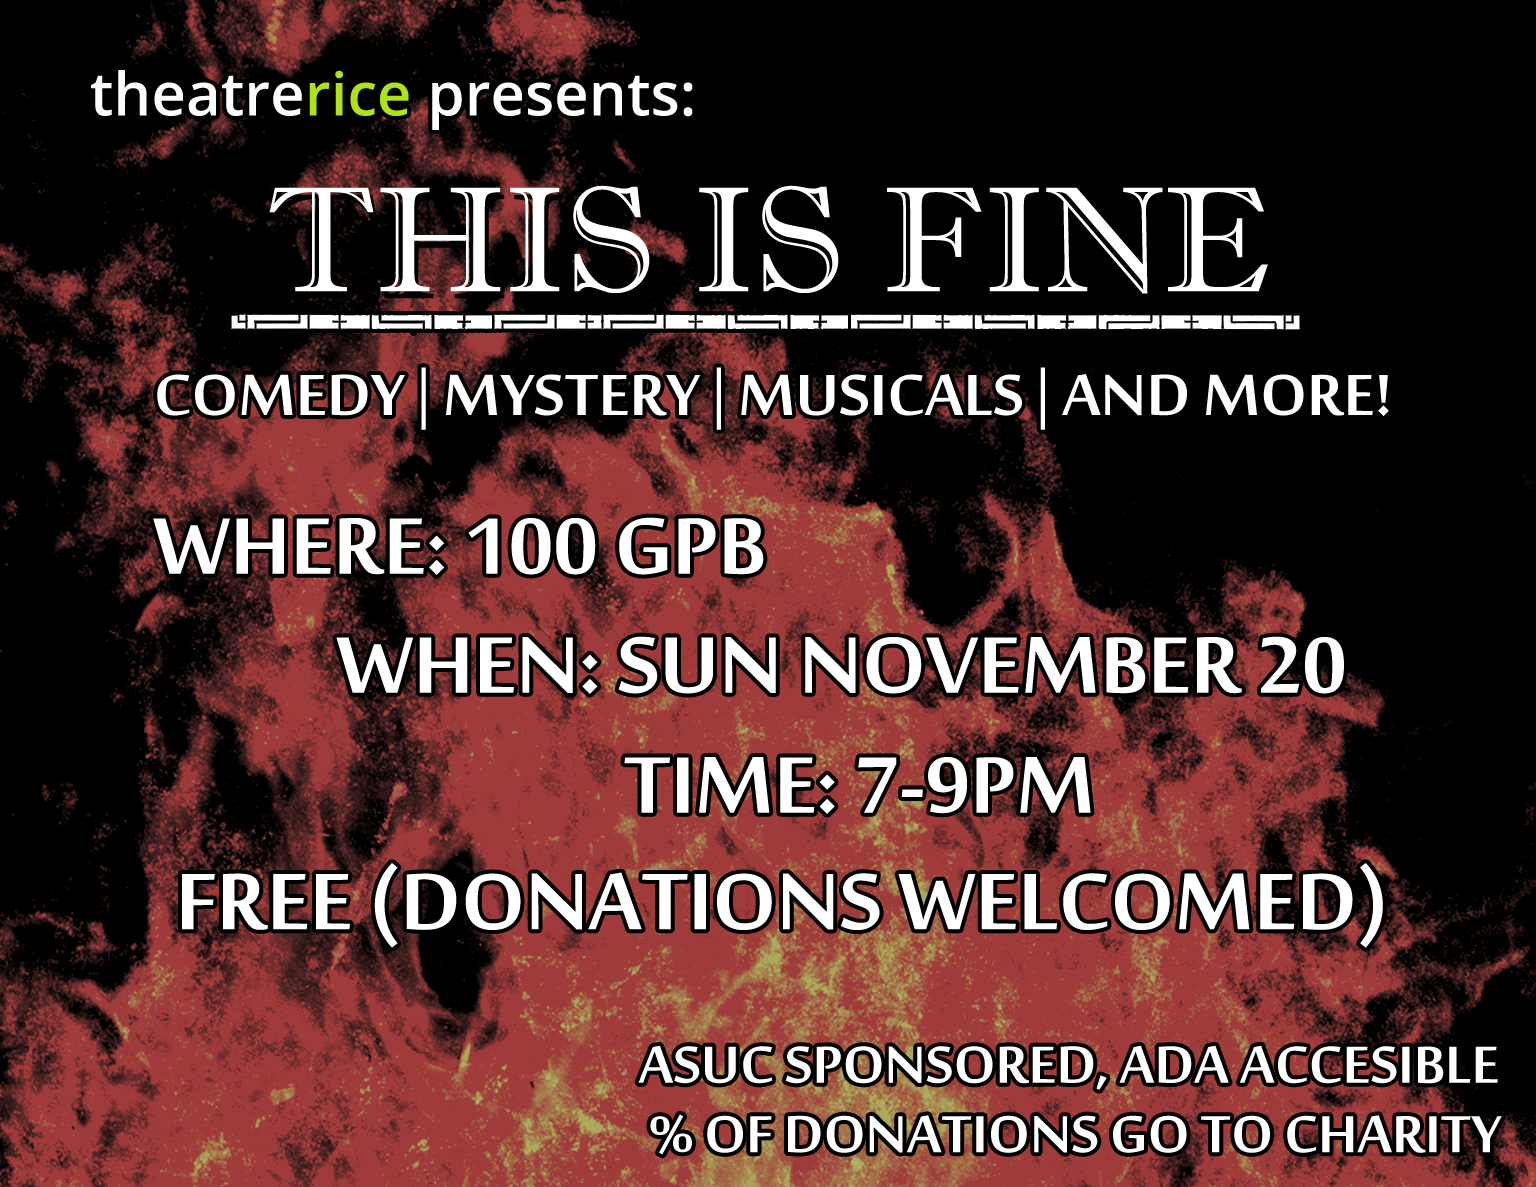 theatrerice presents:
THIS IS FINE
COMEDY | MYSTERY | MUSICALS | AND MORE!
WHERE: 100 GPB
WHEN: SUN NOVEMBER 20
TIME: 7-9PM
FREE (DONATIONS WELCOMED)
ASUC SPONSORED, ADA ACCESIBLE
% OF DONATIONS GO TO CHARITY